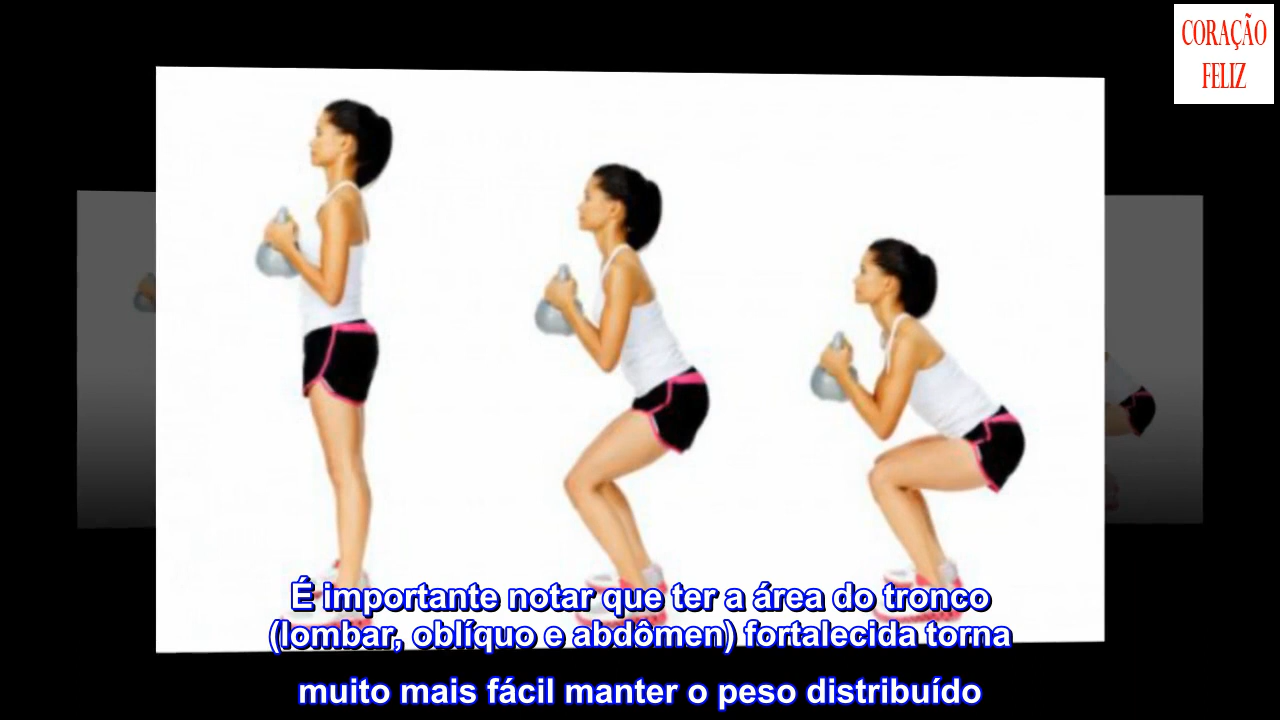 CORAÇÃO
FELIZ
É importante notar que ter a área do tronco
(lombar, oblíquo e abdômen) fortalecida torna
muito mais fácil manter o peso distribuído